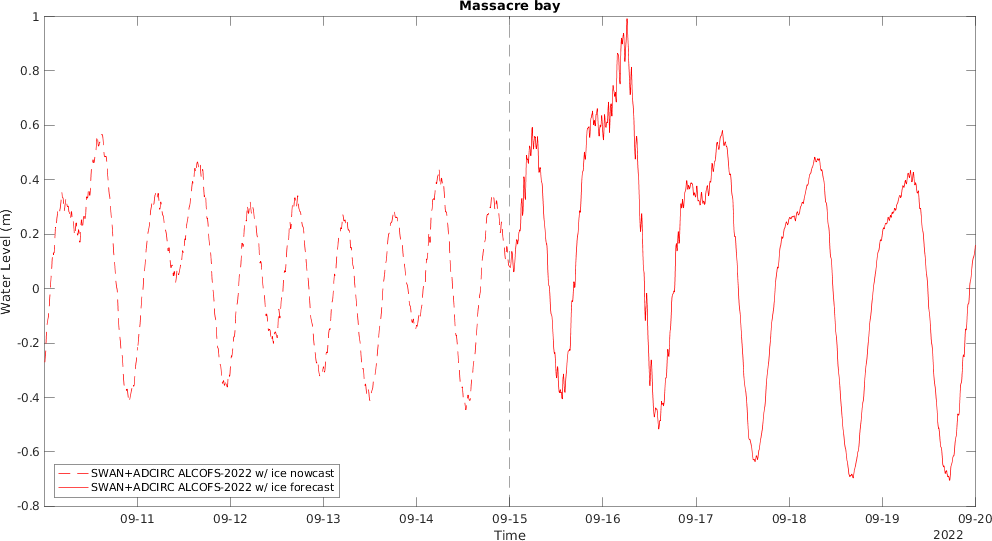 Massacre bay
Water Level (m)
1
0.8
0.6
0.4
0.2
0
-0.2
-0.4
-0.6
-0.8
SWAN+ADCIRC ALCOFS-2022 w/ ice nowcast
SWAN+ADCIRC ALCOFS-2022 w/ ice forecast
09-11 09-12 09-13 09-14 09-15 09-16 09-17 09-18 09-19 09-20
Time
2022